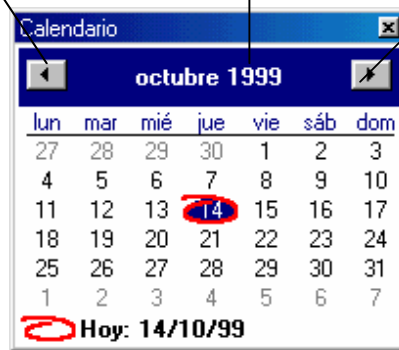 Calendario
octubre 1999
lun mar mié jue vie sáb dom
27 28 29 30 1 2 3
4 5 6 7 8 9 10
11 12 13 14 15 16 17
18 19 20 21 22 23 24
25 26 27 28 29 30 31
1 2 3 4 5 6 7
Hoy: 14/10/99